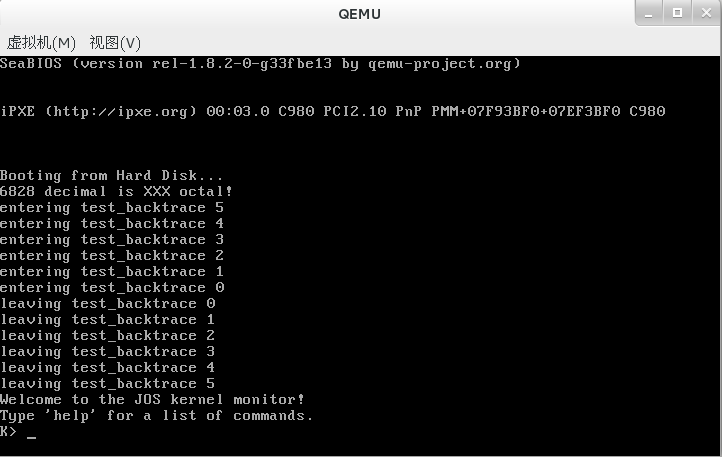 QEMU
虚拟机(M) 视图(V)
SeaBIOS (version rel-1.8.2-0-g33fbe13 by qemu-project.org)
iPXE (http://ipxe.org) 00:03.0 C980 PCI2.10 PnP PMM+07F93BF0+07EF3BF0 C980
Booting from Hard Disk...
6828 decimal is XXX octal!
entering test_backtrace 5
entering test_backtrace 4
entering test_backtrace 3
entering test_backtrace 2
entering test_backtrace 1
entering test_backtrace 0
leaving test_backtrace 0
leaving test_backtrace 1
leaving test_backtrace 2
leaving test_backtrace 3
leaving test_backtrace 4
leaving test_backtrace 5
Welcome to the JOS kernel monitor!
Type 'help' for a list of commands.
K> _